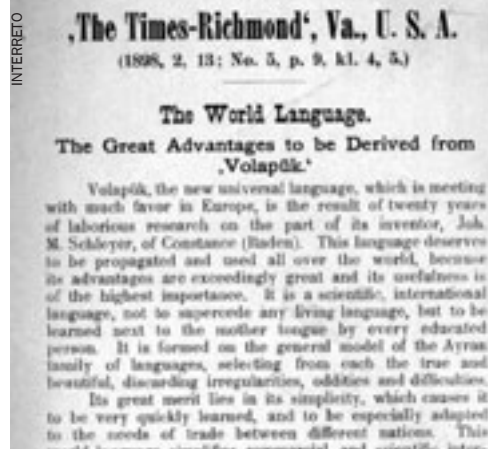 INTERRETO
‚The Times-Richmond‘, Va., U. S. A.
(1898, 2, 13; No. 5, p. 9, kl. 4, 5.)
The World Language.
The Great Advantages to be Derived from
‚Volapük.‘
Volapük, the new universal language, which is meeting
with much favor in Europe, is the result of twenty years
of laborious research on the part of its inventor, Joh.
M. Schleyer, of Constance (Baden). This language deserves
to be propagated and used all over the world, because
its advantages are exceedingly great and its usefulness is
of the highest importance. It is a scientific, international
language, not to supercede any living language, but to be
learned next to the mother tongue by every educated
person. It is formed on the general model of the Ayran
family of languages, selecting from each the true and
beautiful, discarding irregularities, oddities and difficulties.
Its great merit lies in its simplicity, which causes it
to be very quickly learned, and to be especially adapted
to the needs of trade between different nations. This